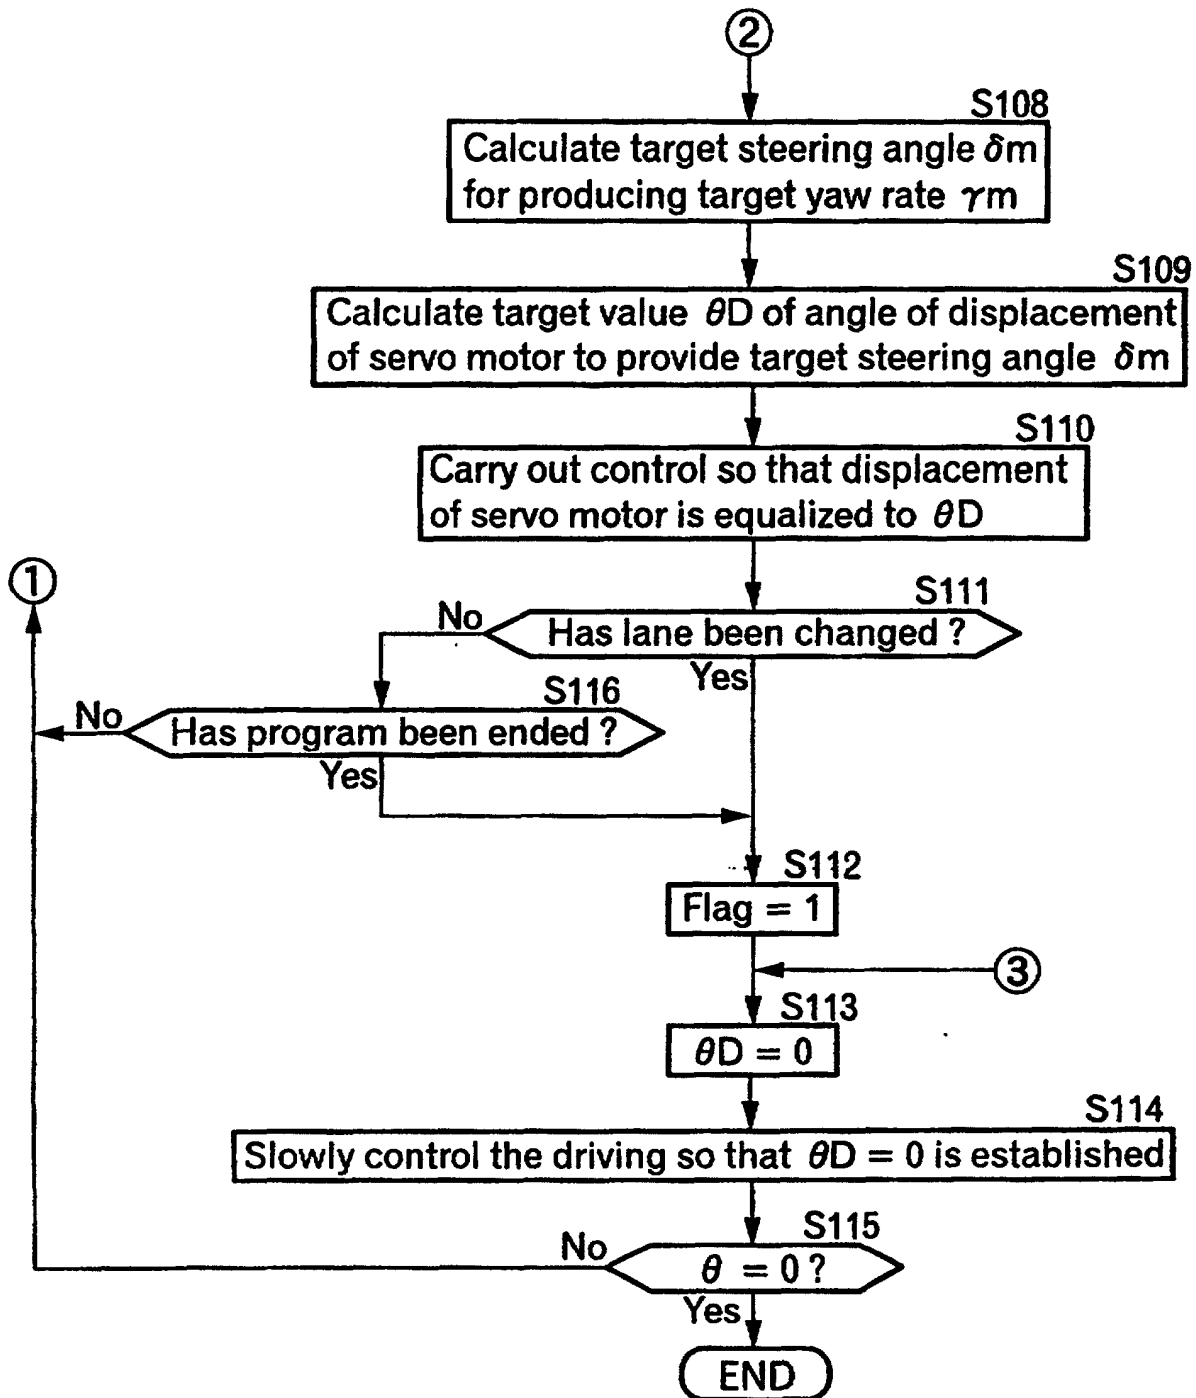 ②
S108
Calculate target steering angle δm
for producing target yaw rate γm
S109
Calculate target value θD of angle of displacement
of servo motor to provide target steering angle δm
S110
Carry out control so that displacement
of servo motor is equalized to θD
①
S111
No
Has lane been changed ?
Yes
S116
No
Has program been ended ?
Yes
S112
Flag = 1
③
S113
θD = 0
S114
Slowly control the driving so that θD = 0 is established
S115
No
θ = 0 ?
Yes
END